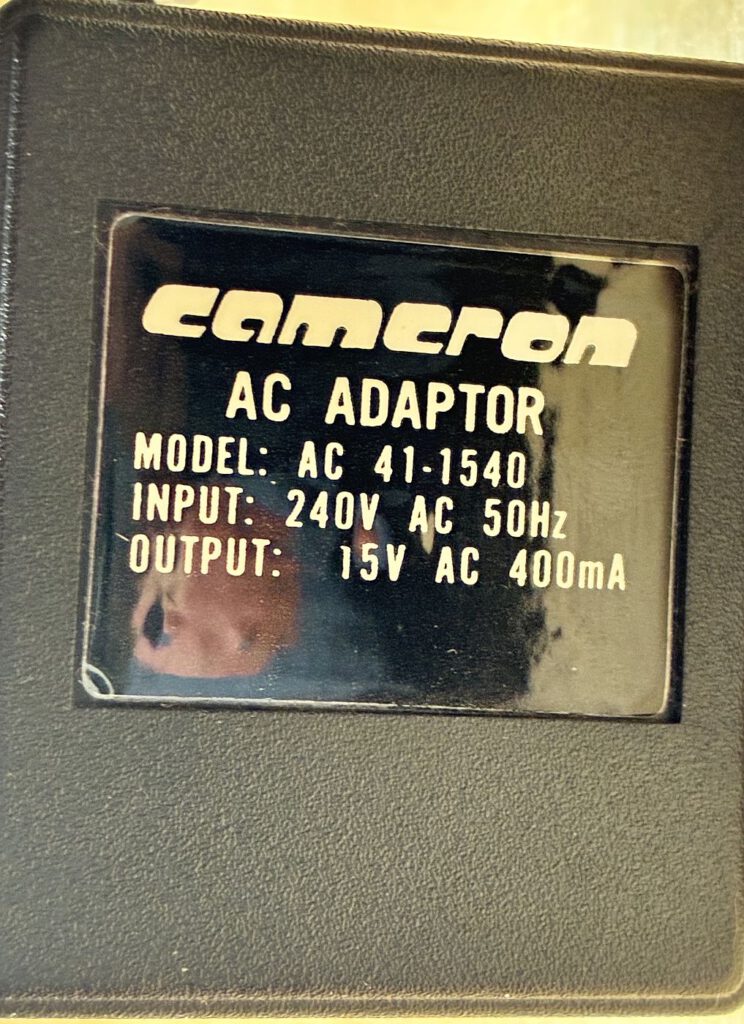 cameron
AC ADAPTOR
MODEL: AC 41-1540
INPUT: 240V AC 50Hz
OUTPUT: 15V AC 400mA